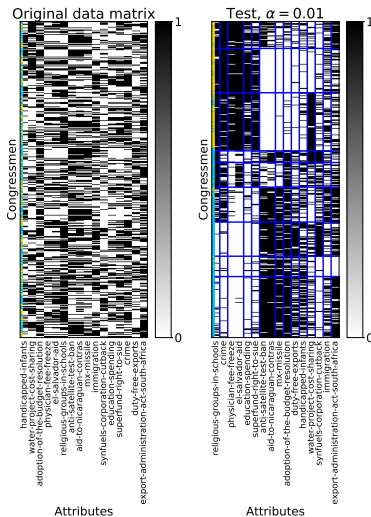 Original data matrix
Test, α = 0.01
1
1
0
0
Congressmen
Congressmen
handicapped-infants
water-project-cost-sharing
adoption-of-the-budget-resolution
physician-fee-freeze
el-salvador-aid
religious-groups-in-schools
anti-satellite-test-ban
aid-to-nicaraguan-contras
mx-missile
immigration
synfuels-corporation-cutback
education-spending
superfund-right-to-sue
crime
duty-free-exports
export-administration-act-south-africa
religious-groups-in-schools
crime
physician-fee-freeze
el-salvador-aid
education-spending
superfund-right-to-sue
anti-satellite-test-ban
aid-to-nicaraguan-contras
mx-missile
adoption-of-the-budget-resolution
duty-free-exports
handicapped-infants
water-project-cost-sharing
synfuels-corporation-cutback
immigration
export-administration-act-south-africa
Attributes
Attributes